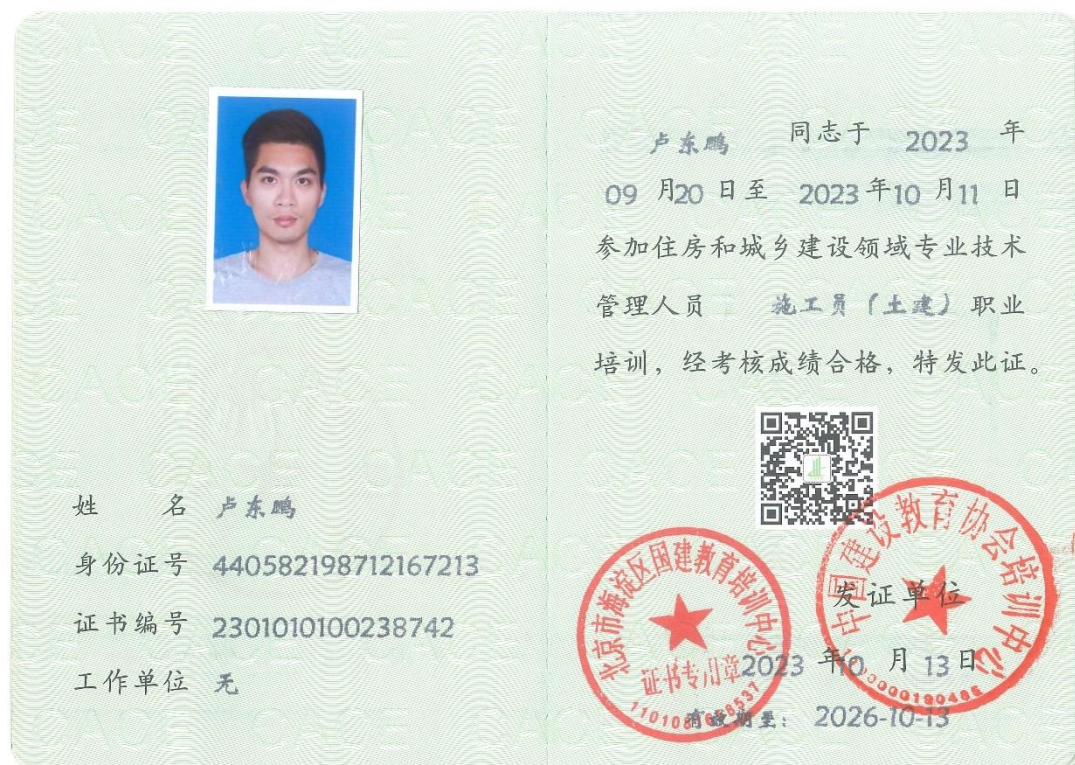 姓 名 卢东鹏
身份证号 440582198712167213
证书编号 2301010100238742
工作单位 无
卢东鹏 同志于 2023 年
09 月20 日至 2023 年10 月11 日
参加住房和城乡建设领域专业技术
管理人员 施工员（土建）职业
培训，经考核成绩合格，特发此证。
中国建设教育协会培训中心
北京市海淀区国建教育培训中心
发证单位
证书专用章
2023 年10 月 13 日
有效期至： 2026-10-13
CACE